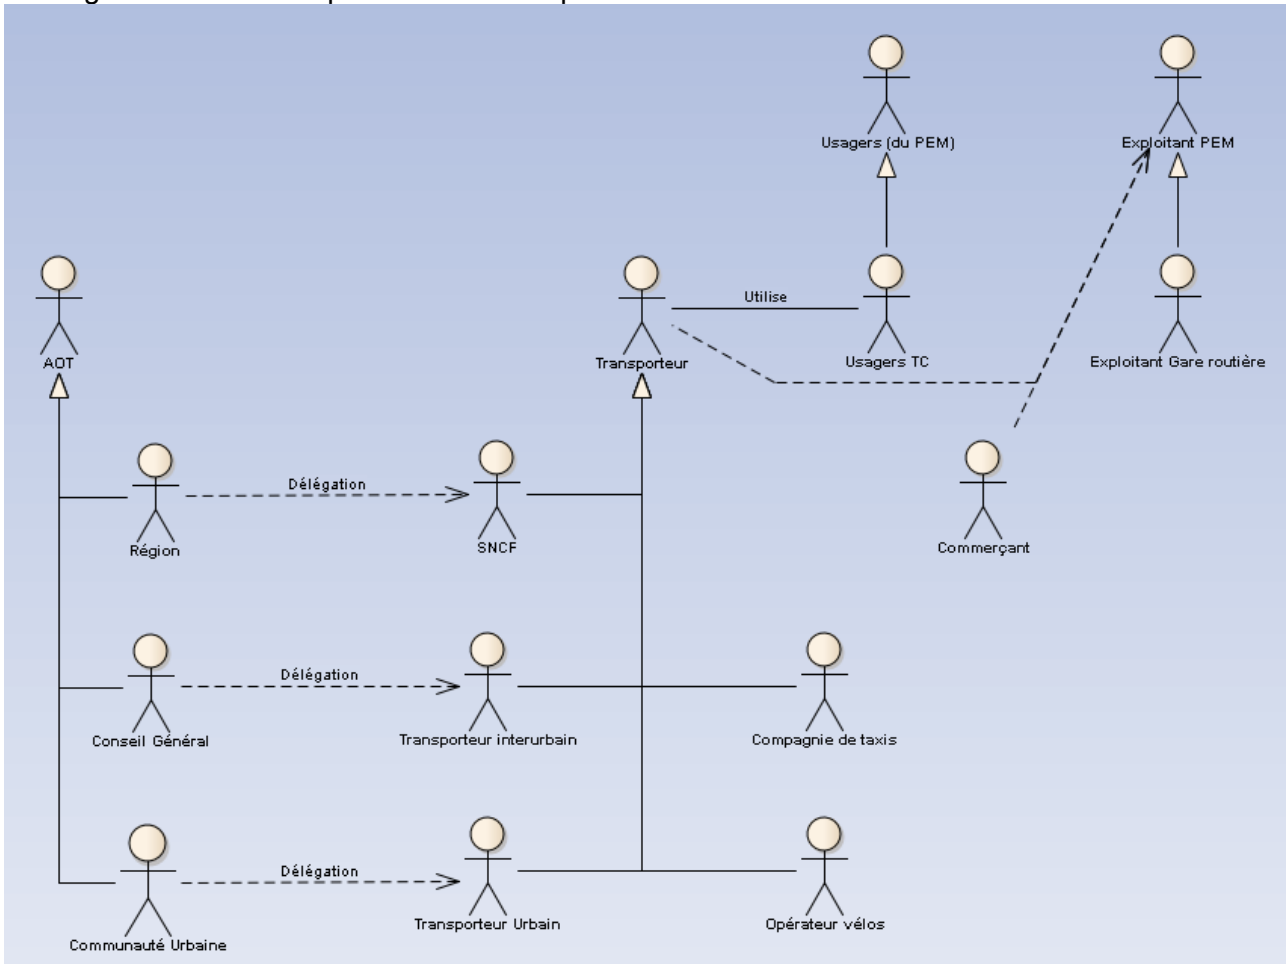 Usagers (du PEM)
Exploitant PEM
Utilise
AOT
Transporteur
Usagers TC
Exploitant Gare routière
Délégation
Région
SNCF
Commerçant
Délégation
Conseil Général
Transporteur interurbain
Compagnie de taxis
Délégation
Communauté Urbaine
Transporteur Urbain
Opérateur vélos